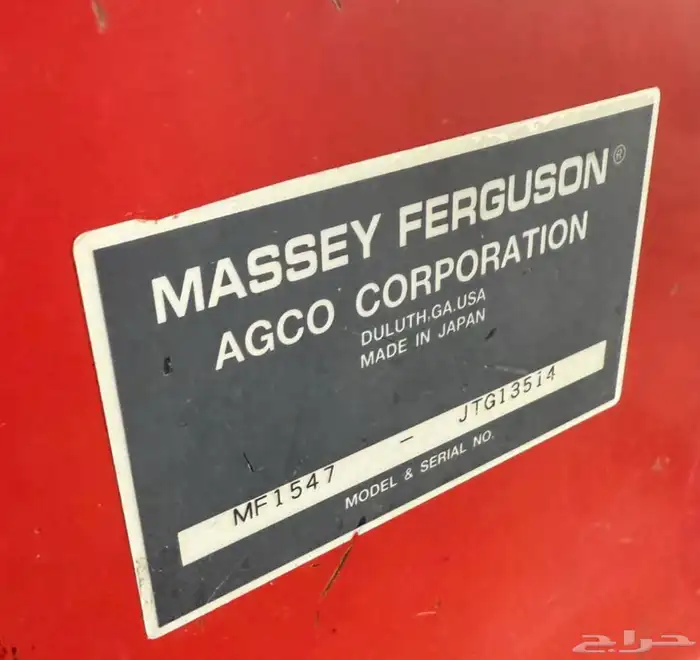 MASSEY FERGUSON®
AGCO CORPORATION
DULUTH,GA.USA
MADE IN JAPAN
MF1547 - JTG13514
MODEL & SERIAL NO.
حراج